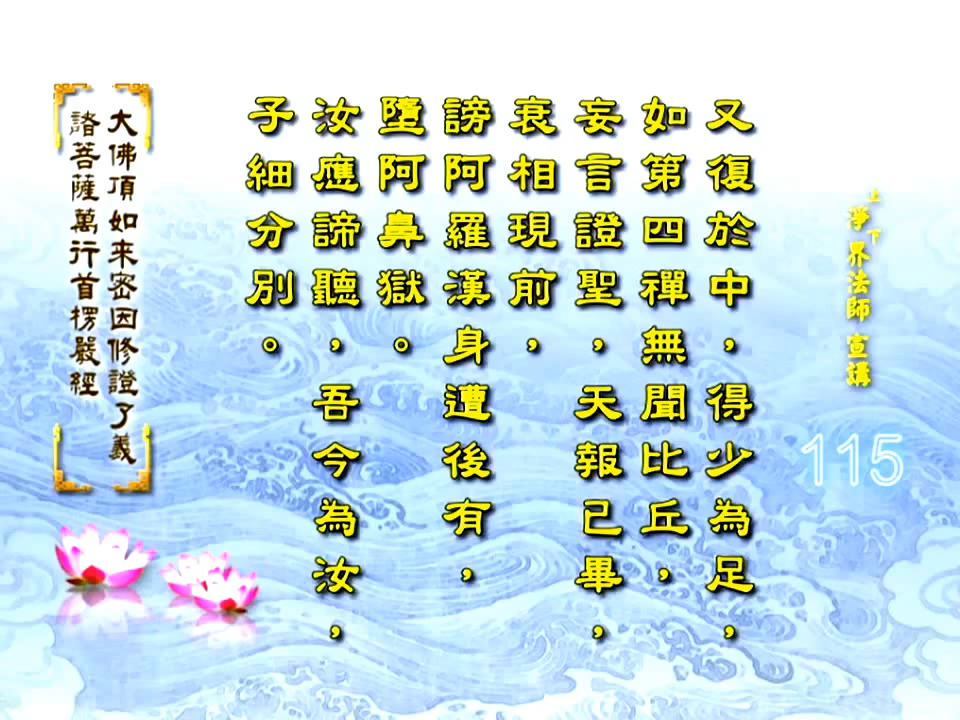 上淨下界法師 宣講
115
又復於中，得少為足，
如第四禪無聞比丘，
妄言證聖，天報已畢，
衰相現前，
謗阿羅漢身遭後有，
墮阿鼻獄。
汝應諦聽，吾今為汝，
子細分別。
大佛頂如來密因修證了義
諸菩薩萬行首楞嚴經